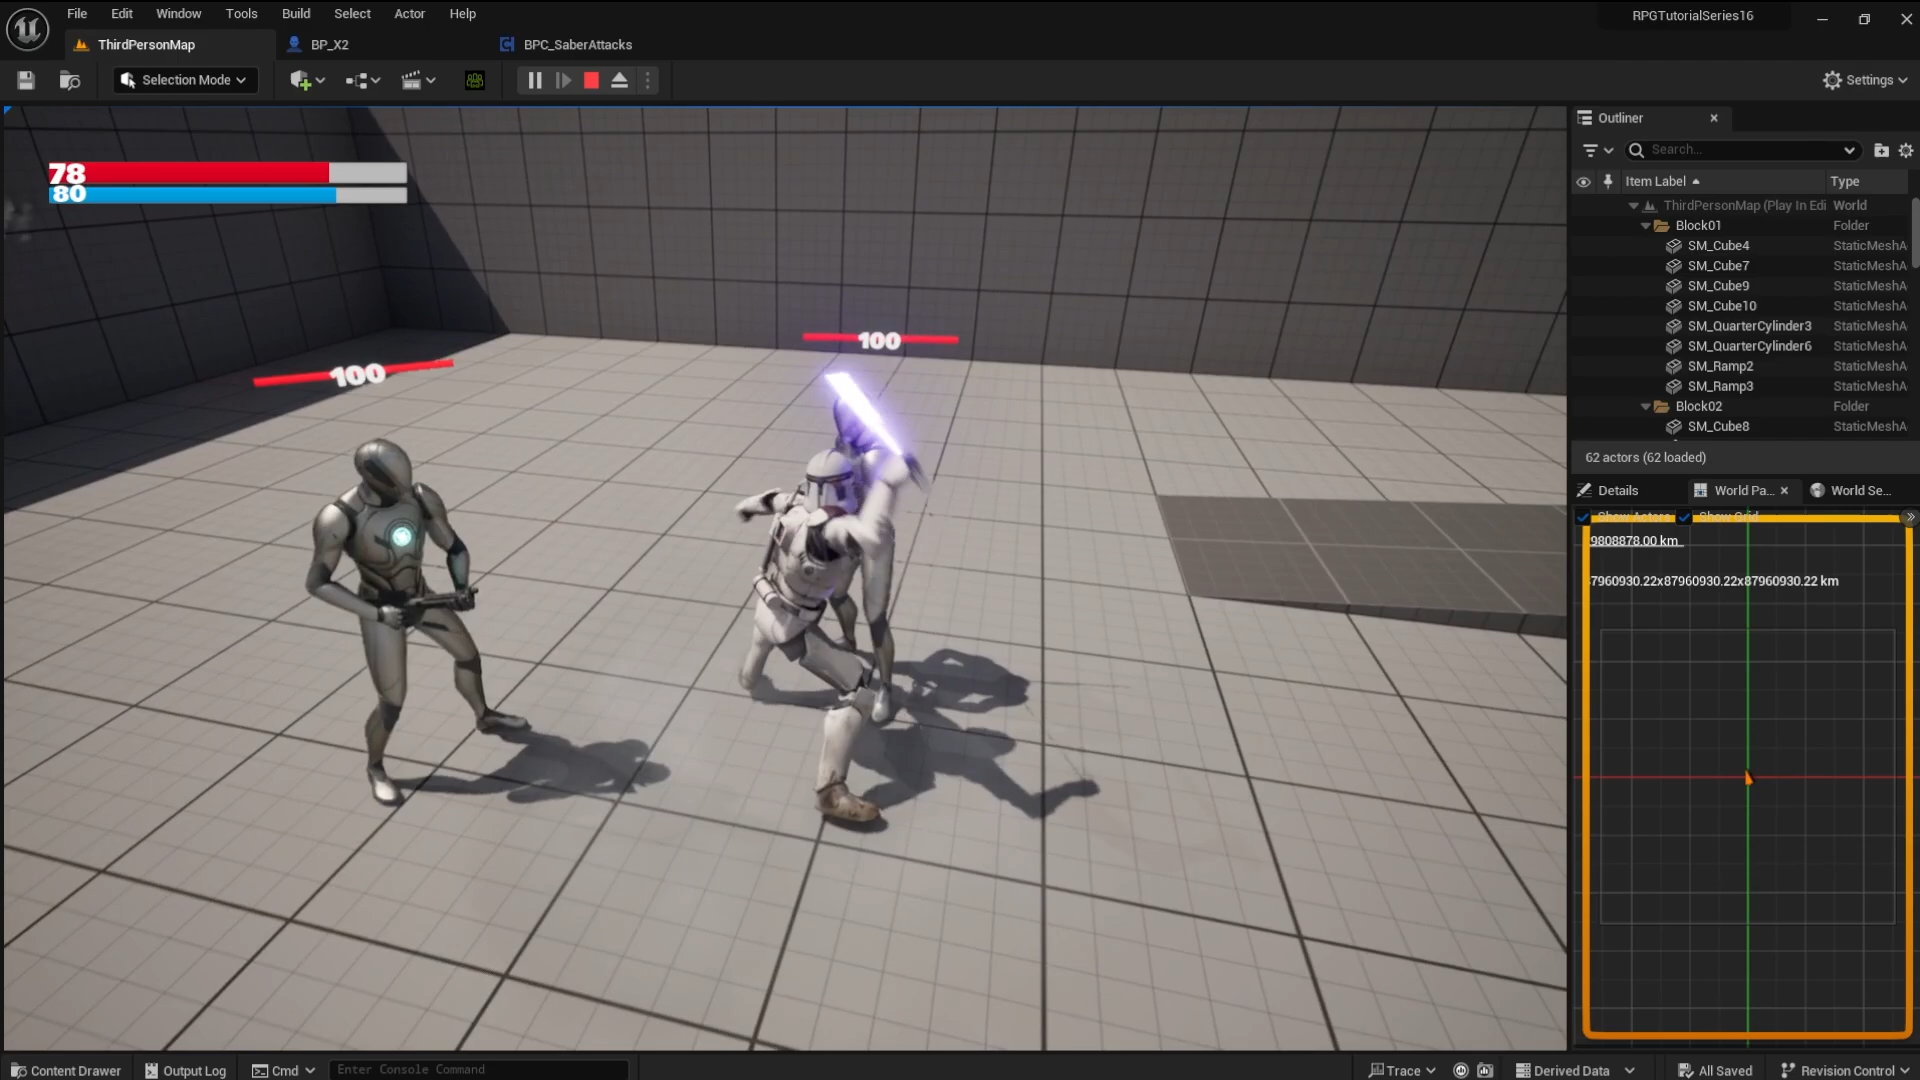 File Edit Window Tools Build Select Actor Help
RPGTutorialSeries16
ThirdPersonMap
BP_X2
BPC_SaberAttacks
Selection Mode
Settings
78
80
100
100
Outliner
Search...
Item Label
Type
ThirdPersonMap (Play In Edi World
Block01 Folder
SM_Cube4 StaticMeshA
SM_Cube7 StaticMeshA
SM_Cube9 StaticMeshA
SM_Cube10 StaticMeshA
SM_QuarterCylinder3 StaticMeshA
SM_QuarterCylinder6 StaticMeshA
SM_Ramp2 StaticMeshA
SM_Ramp3 StaticMeshA
Block02 Folder
SM_Cube8 StaticMeshA
62 actors (62 loaded)
Details
World Pa...
World Se...
Show Actors
Show Grid
9808878.00 km
7960930.22x87960930.22x87960930.22 km
Content Drawer
Output Log
Cmd
Enter Console Command
Trace
Derived Data
All Saved
Revision Control